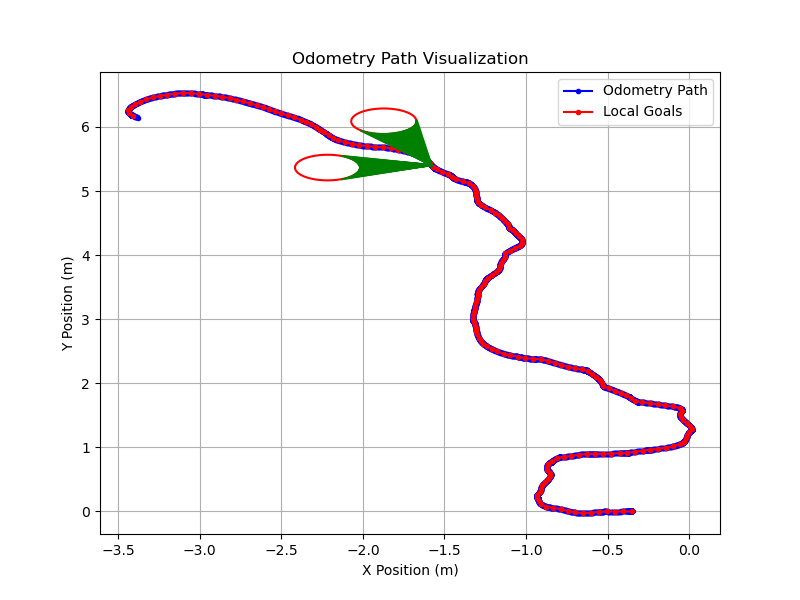 Odometry Path Visualization
Odometry Path
Local Goals
Y Position (m)
6
5
4
3
2
1
0
−3.5 −3.0 −2.5 −2.0 −1.5 −1.0 −0.5 0.0
X Position (m)